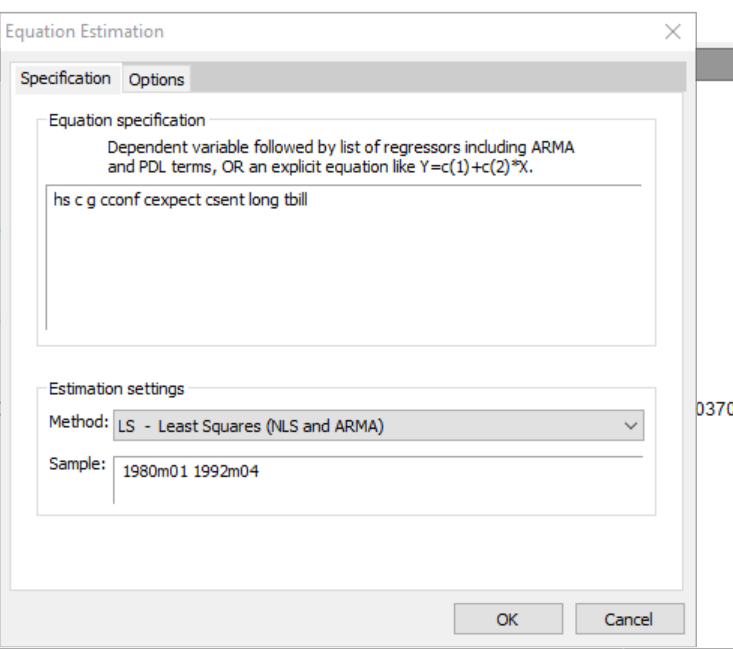 Equation Estimation
Specification Options
Equation specification
Dependent variable followed by list of regressors including ARMA
and PDL terms, OR an explicit equation like Y=c(1)+c(2)*X.
hs c g cconf cexpect csent long tbill
Estimation settings
Method: LS - Least Squares (NLS and ARMA)
0370
Sample: 1980m01 1992m04
OK Cancel